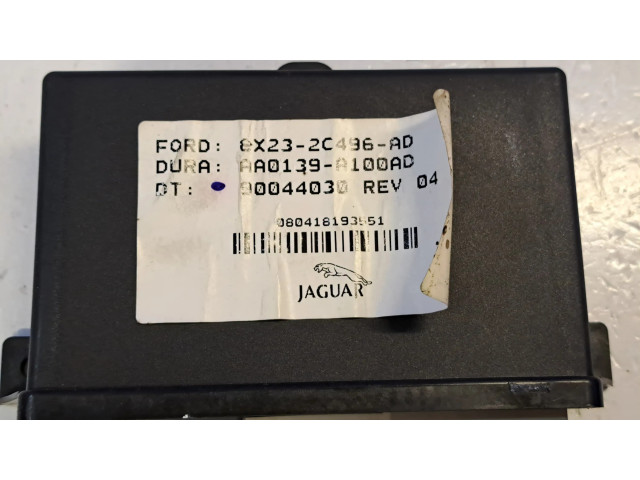 FORD: 8X23-2C496-AD
DURA: AA0139-A100AD
DT: 90044030 REV 04
080418193551
JAGUAR